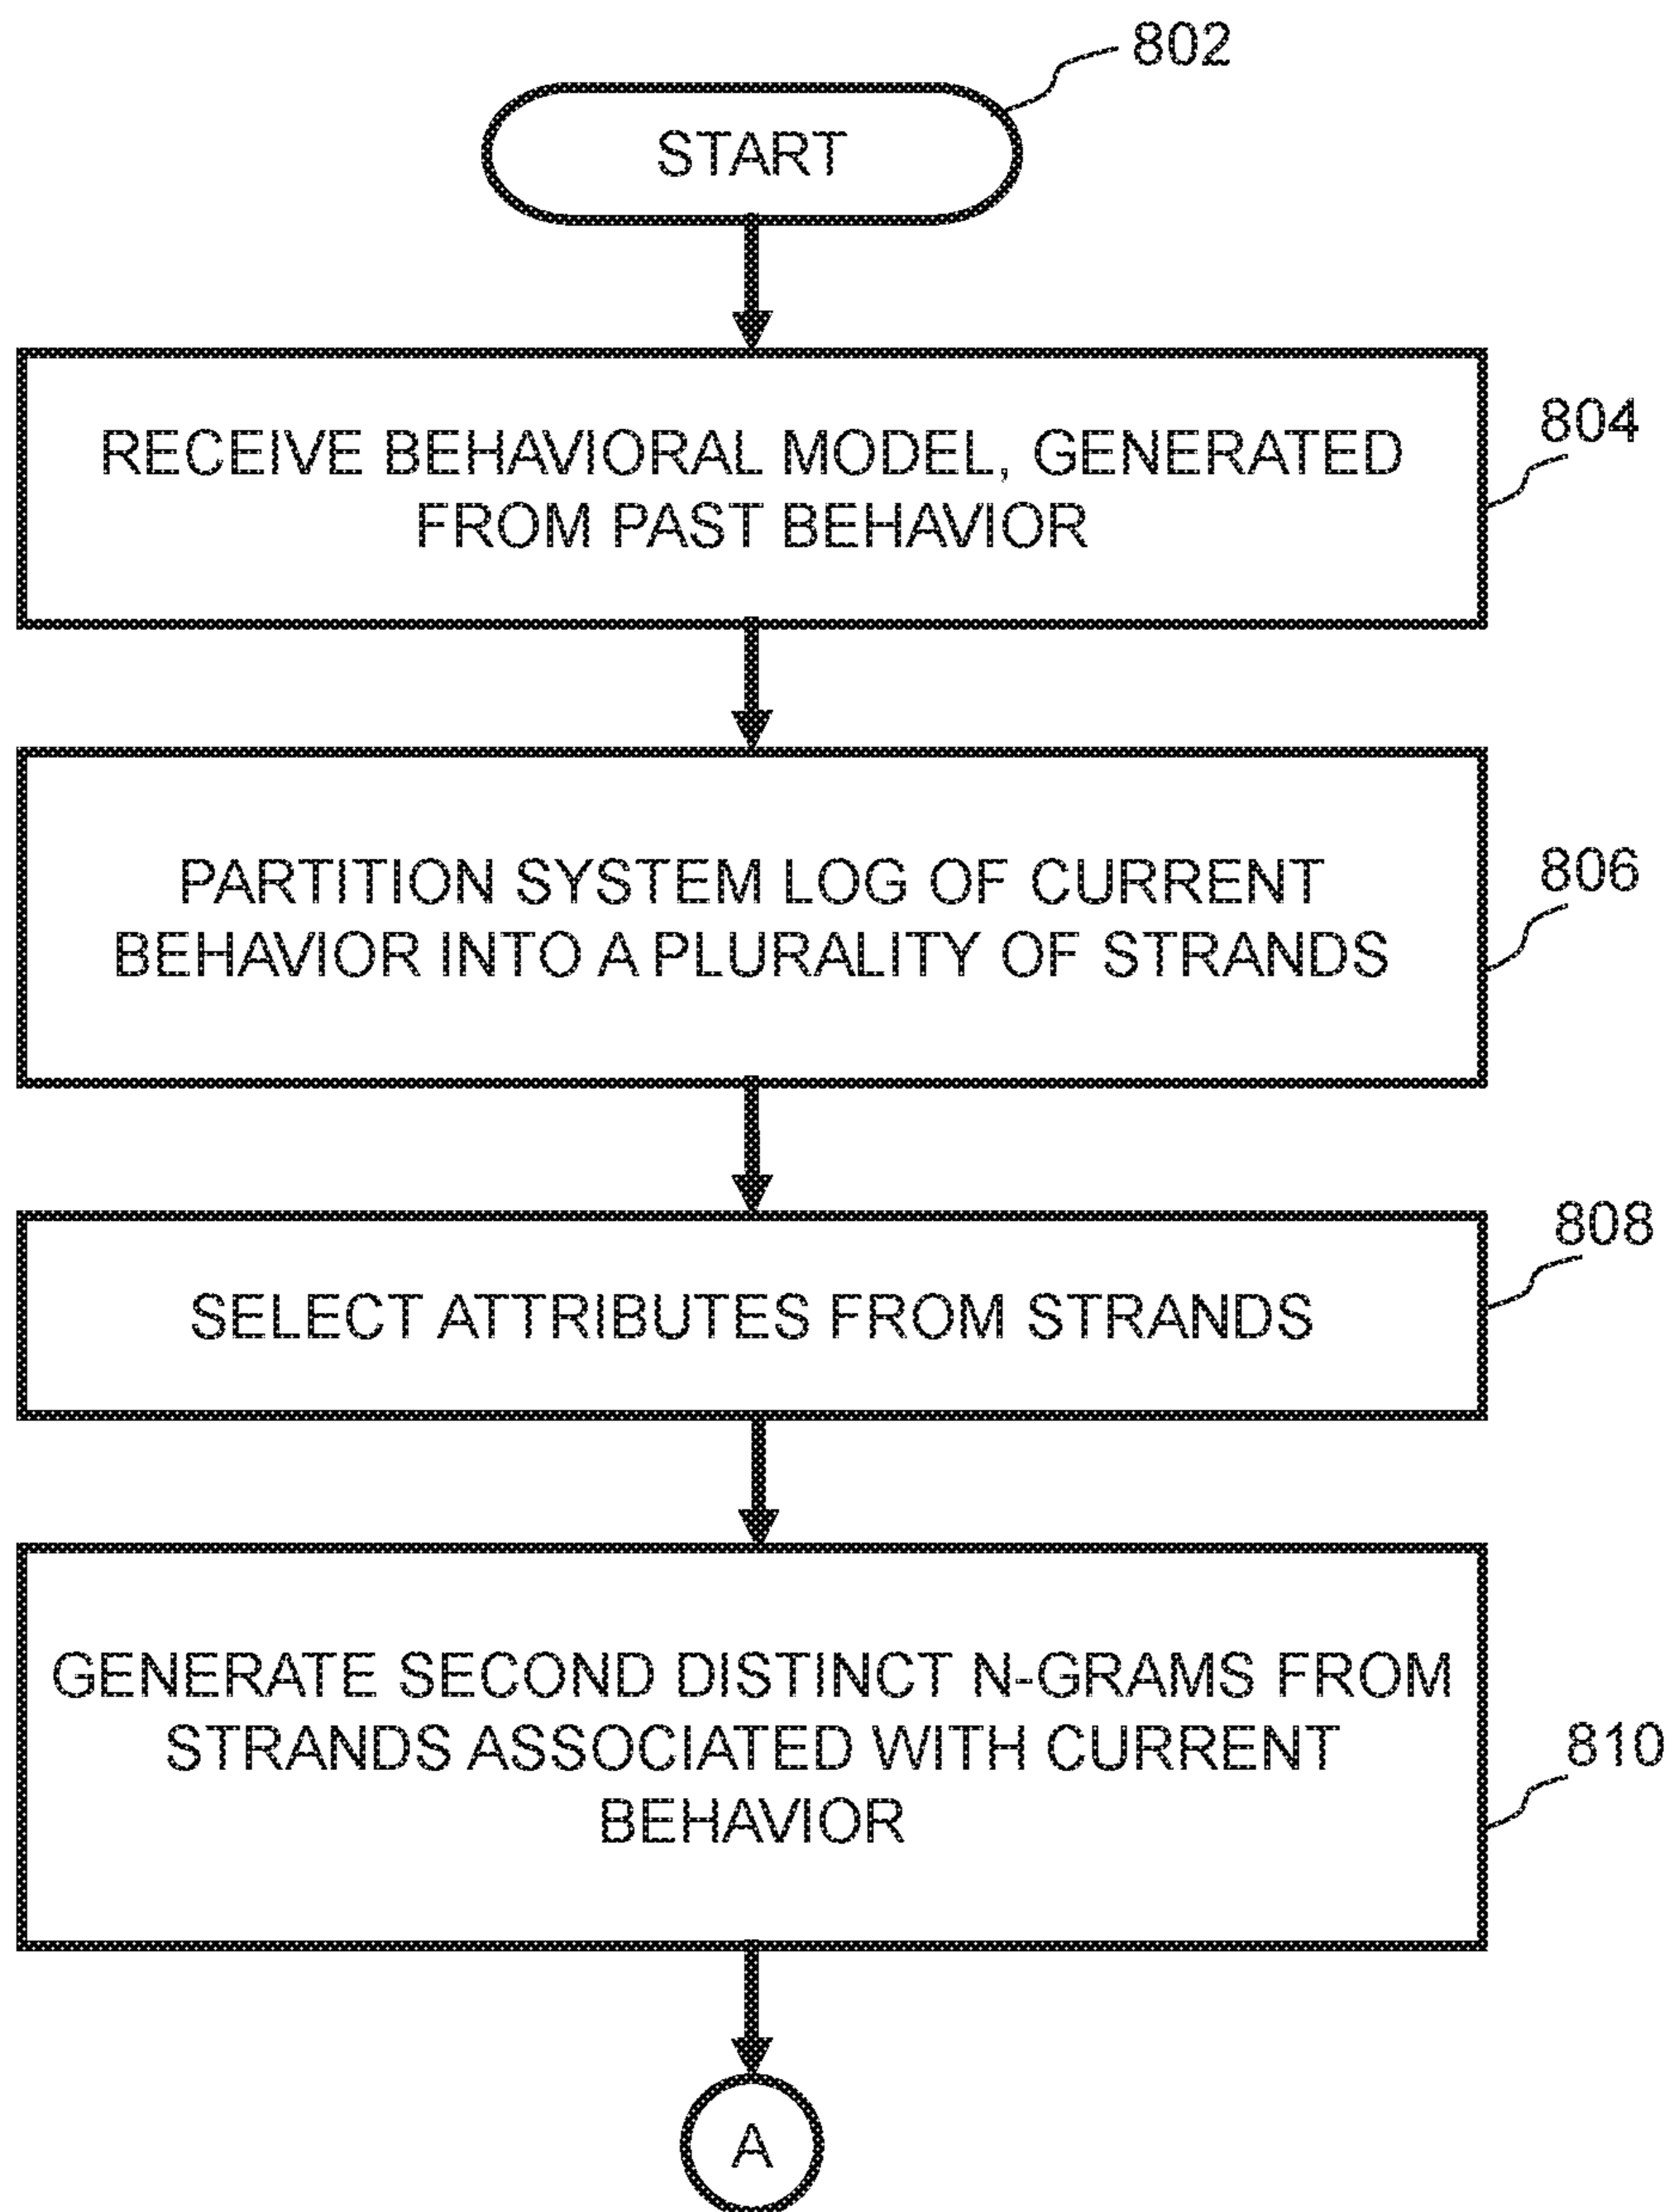 802
START
RECEIVE BEHAVIORAL MODEL, GENERATED
FROM PAST BEHAVIOR
804
PARTITION SYSTEM LOG OF CURRENT
BEHAVIOR INTO A PLURALITY OF STRANDS
806
SELECT ATTRIBUTES FROM STRANDS
808
GENERATE SECOND DISTINCT N-GRAMS FROM
STRANDS ASSOCIATED WITH CURRENT
BEHAVIOR
810
A